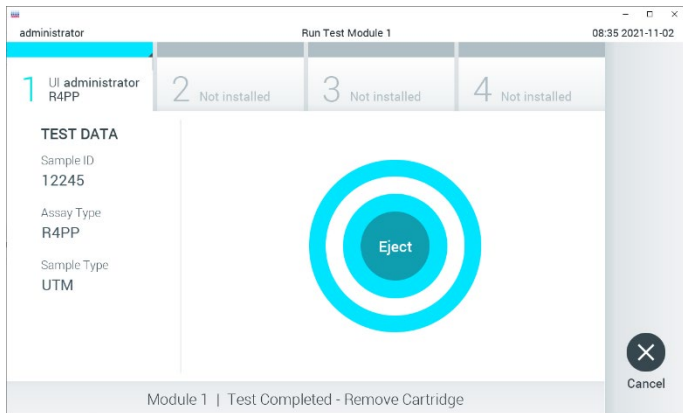 administrator
Run Test Module 1
08:35 2021-11-02
1 UI administrator
R4PP
2 Not installed
3 Not installed
4 Not installed
TEST DATA
Sample ID
12245
Assay Type
R4PP
Sample Type
UTM
Eject
Cancel
Module 1 | Test Completed - Remove Cartridge